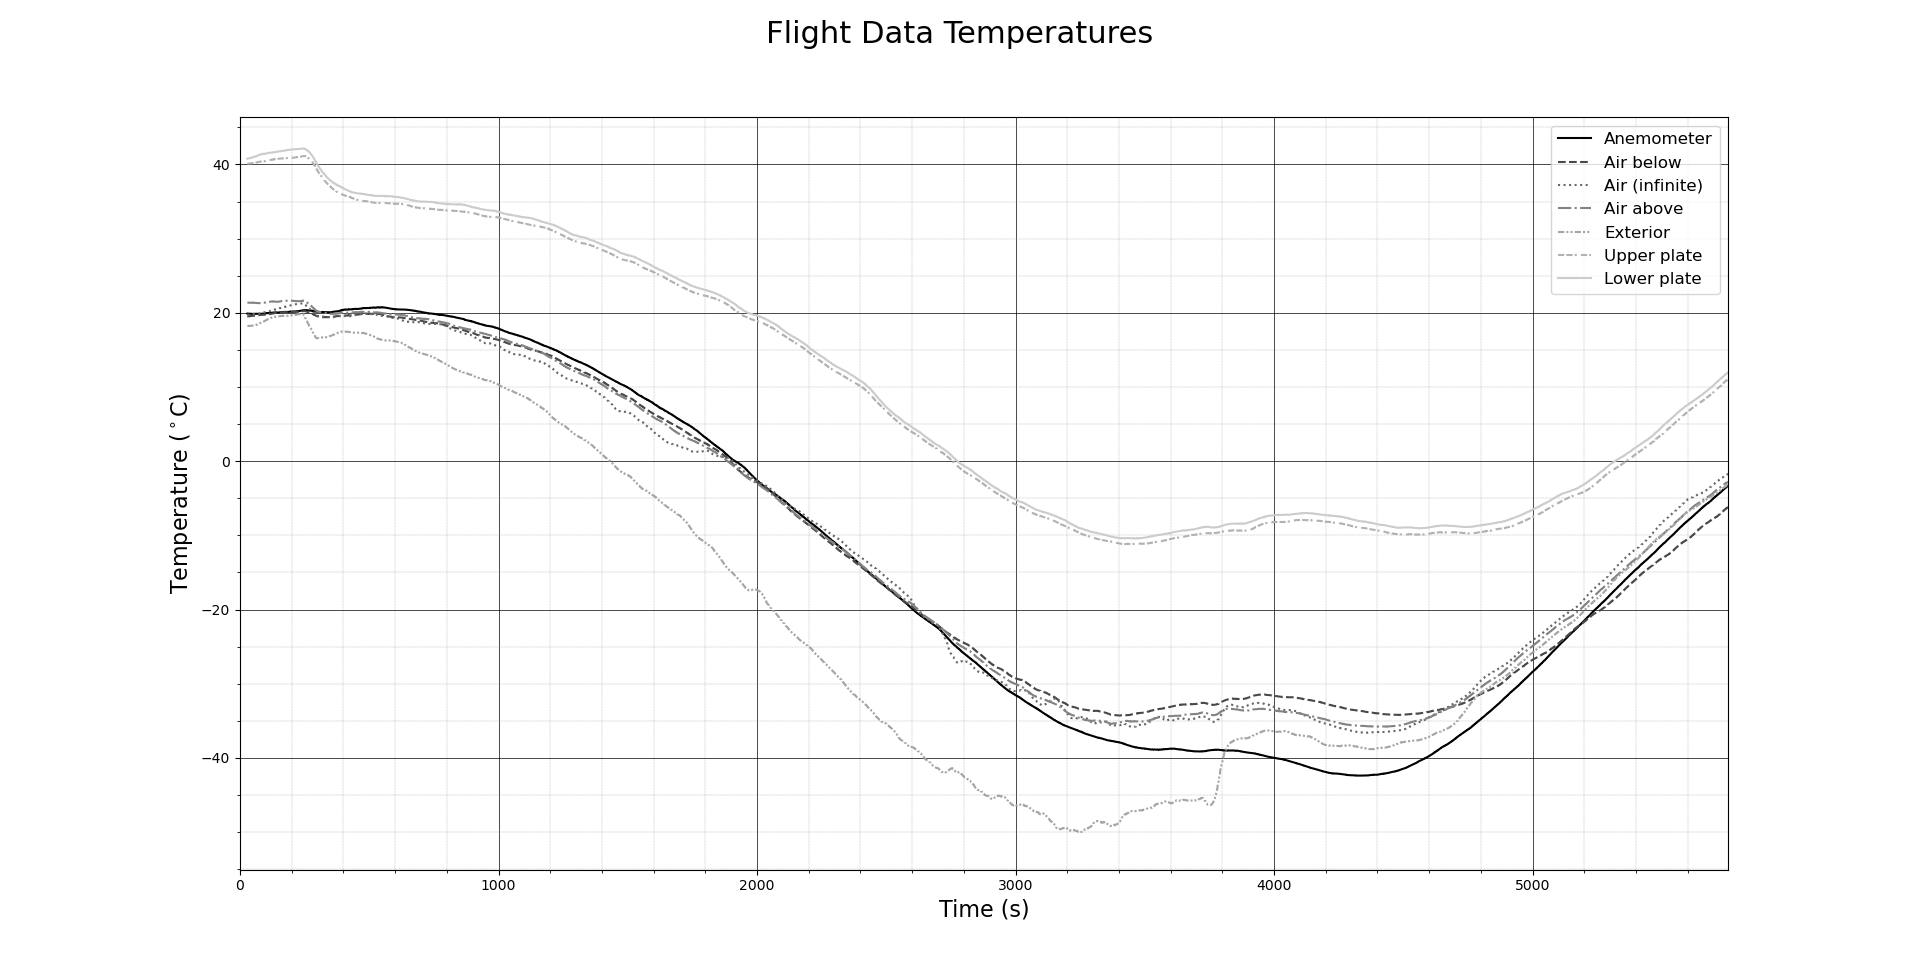 Flight Data Temperatures
Temperature (°C)
40
20
0
−20
−40
0
1000
2000
3000
4000
5000
Time (s)
Anemometer
Air below
Air (infinite)
Air above
Exterior
Upper plate
Lower plate